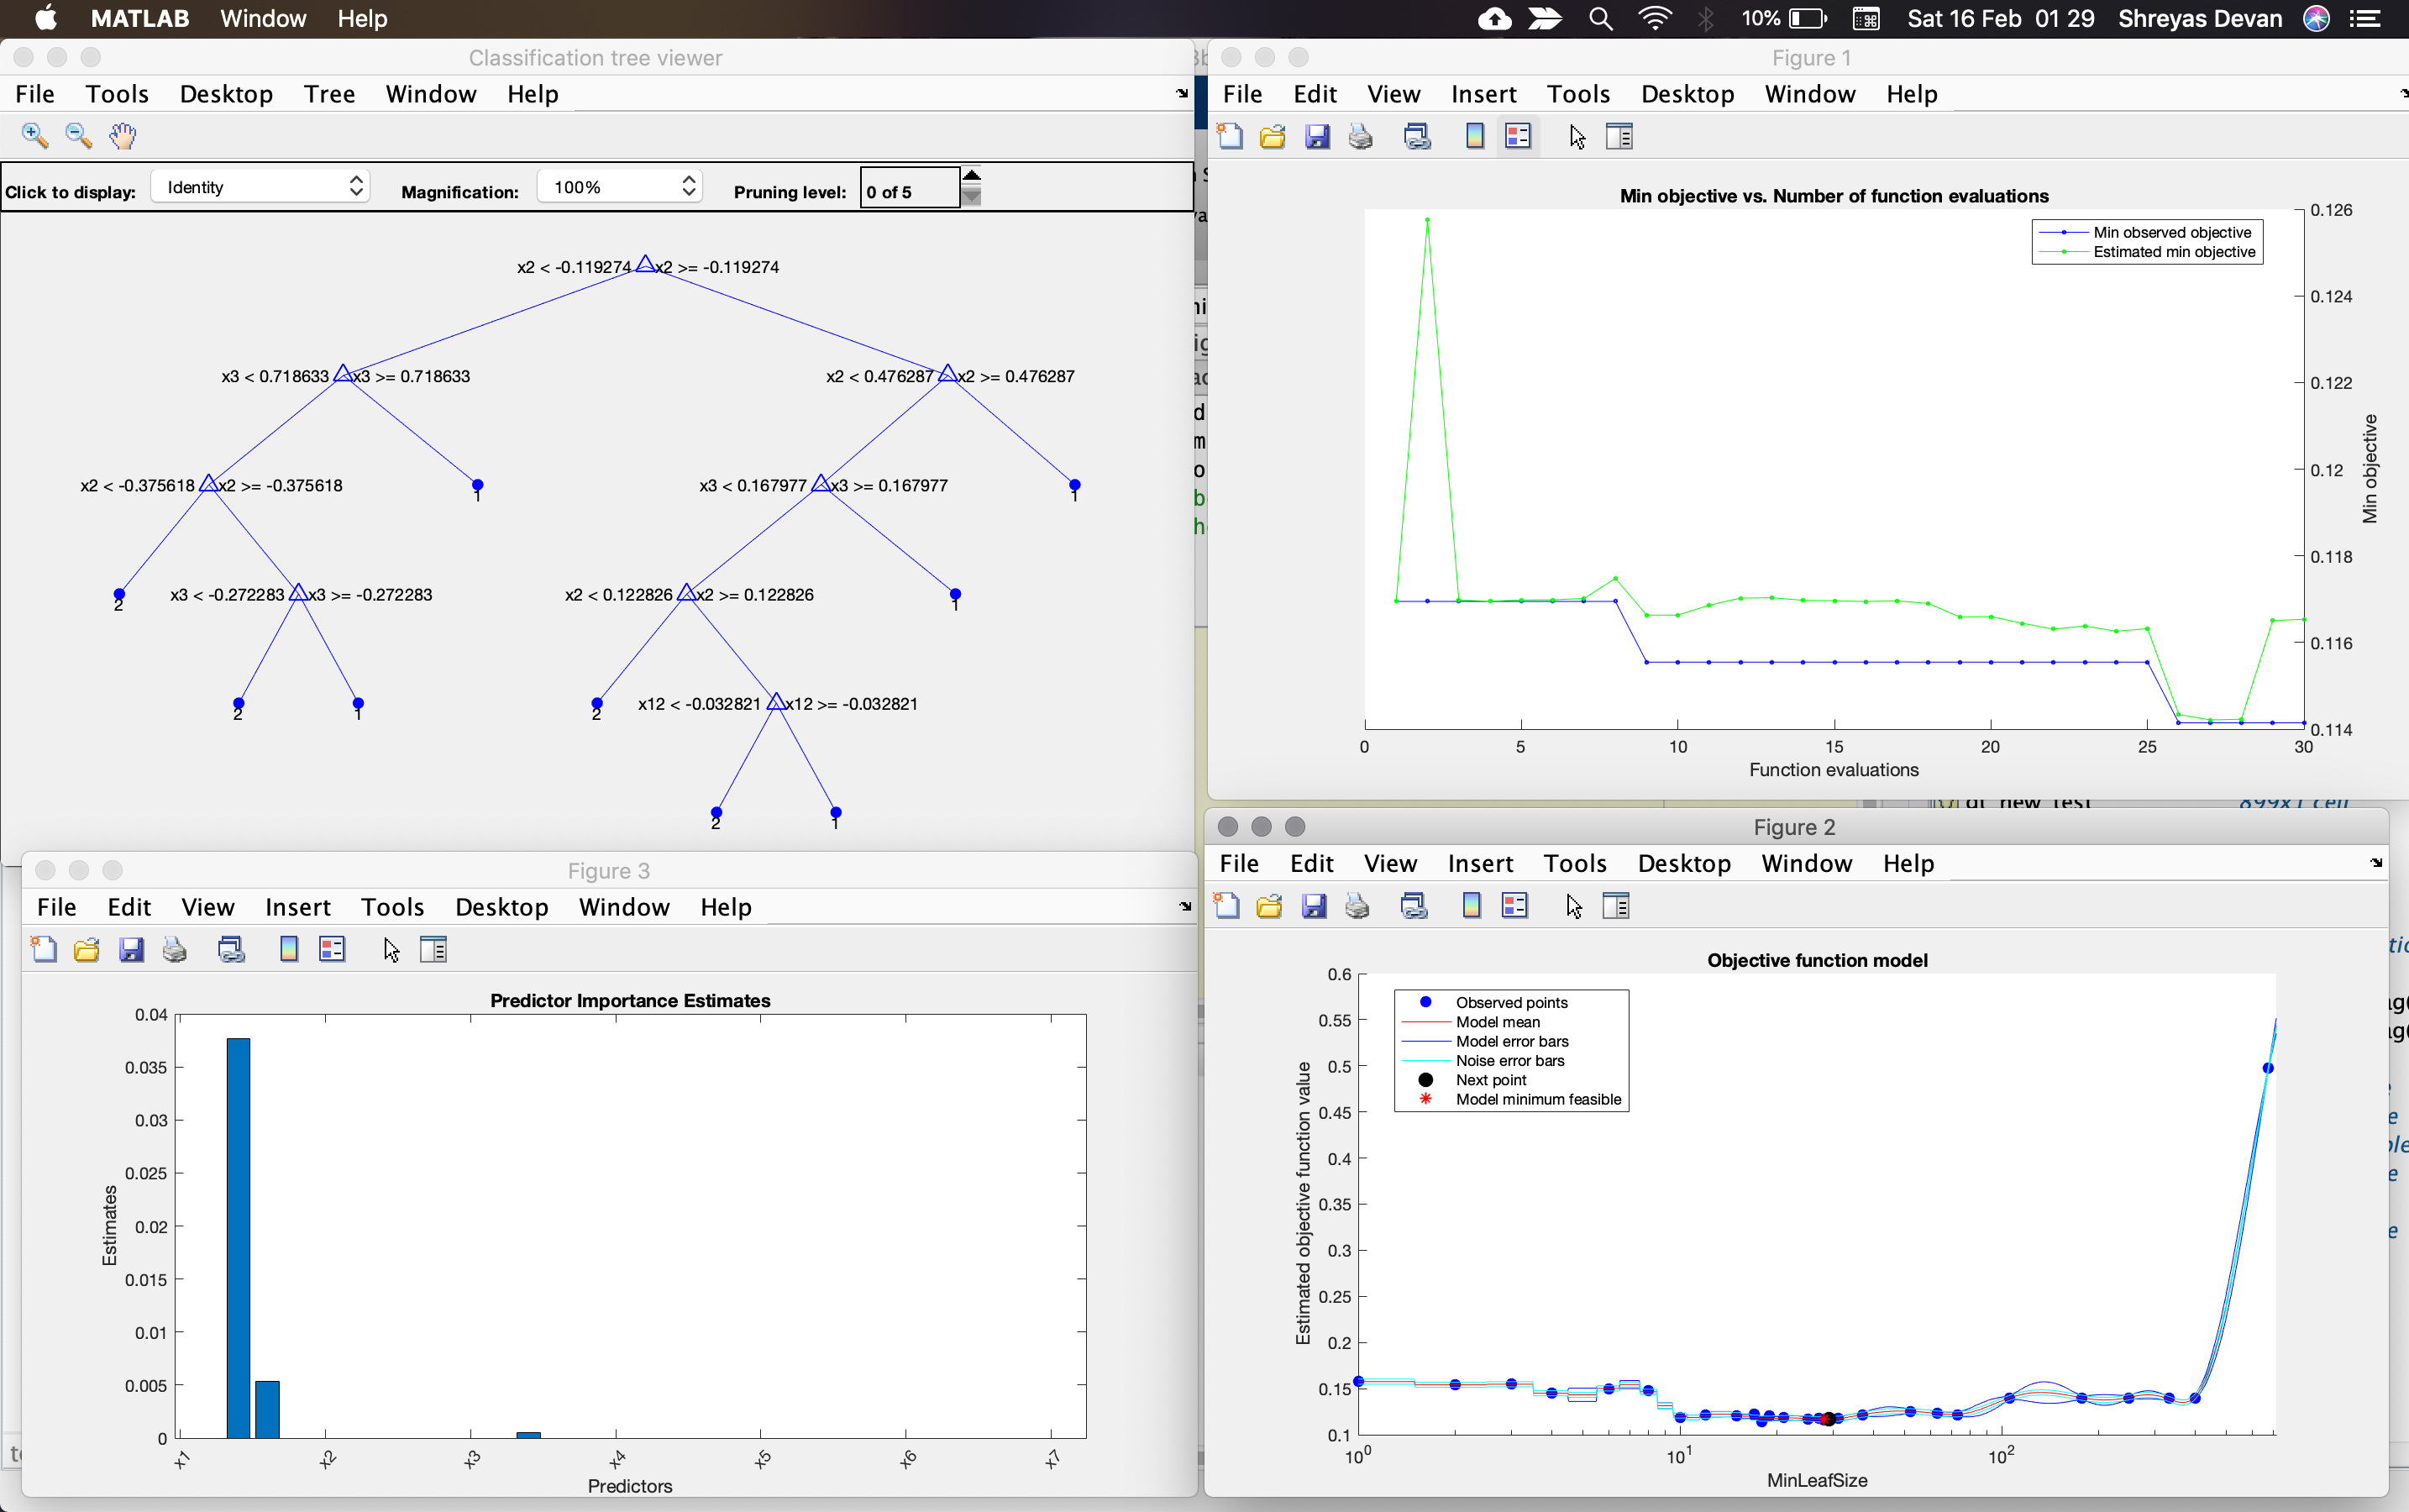 MATLAB Window Help 10% Sat 16 Feb 01 29 Shreyas Devan
Classification tree viewer
File Tools Desktop Tree Window Help
Click to display: Identity Magnification: 100% Pruning level: 0 of 5
x2 < -0.119274 x2 >= -0.119274
x3 < 0.718633 x3 >= 0.718633 x2 < 0.476287 x2 >= 0.476287
x2 < -0.375618 x2 >= -0.375618 1 x3 < 0.167977 x3 >= 0.167977 1
2 x3 < -0.272283 x3 >= -0.272283 x2 < 0.122826 x2 >= 0.122826 1
2 1 2 x12 < -0.032821 x12 >= -0.032821
2 1
Figure 1
File Edit View Insert Tools Desktop Window Help
Min objective vs. Number of function evaluations
Min observed objective
Estimated min objective
0.126
0.124
0.122
0.12
0.118
0.116
0.114
Min objective
0 5 10 15 20 25 30
Function evaluations
dt_new_test 899x1 cell
Figure 3
File Edit View Insert Tools Desktop Window Help
Predictor Importance Estimates
0.04
0.035
0.03
0.025
0.02
0.015
0.01
0.005
0
Estimates
x1 x2 x3 x4 x5 x6 x7
Predictors
Figure 2
File Edit View Insert Tools Desktop Window Help
Objective function model
Observed points
Model mean
Model error bars
Noise error bars
Next point
Model minimum feasible
0.6
0.55
0.5
0.45
0.4
0.35
0.3
0.25
0.2
0.15
0.1
Estimated objective function value
10⁰ 10¹ 10²
MinLeafSize